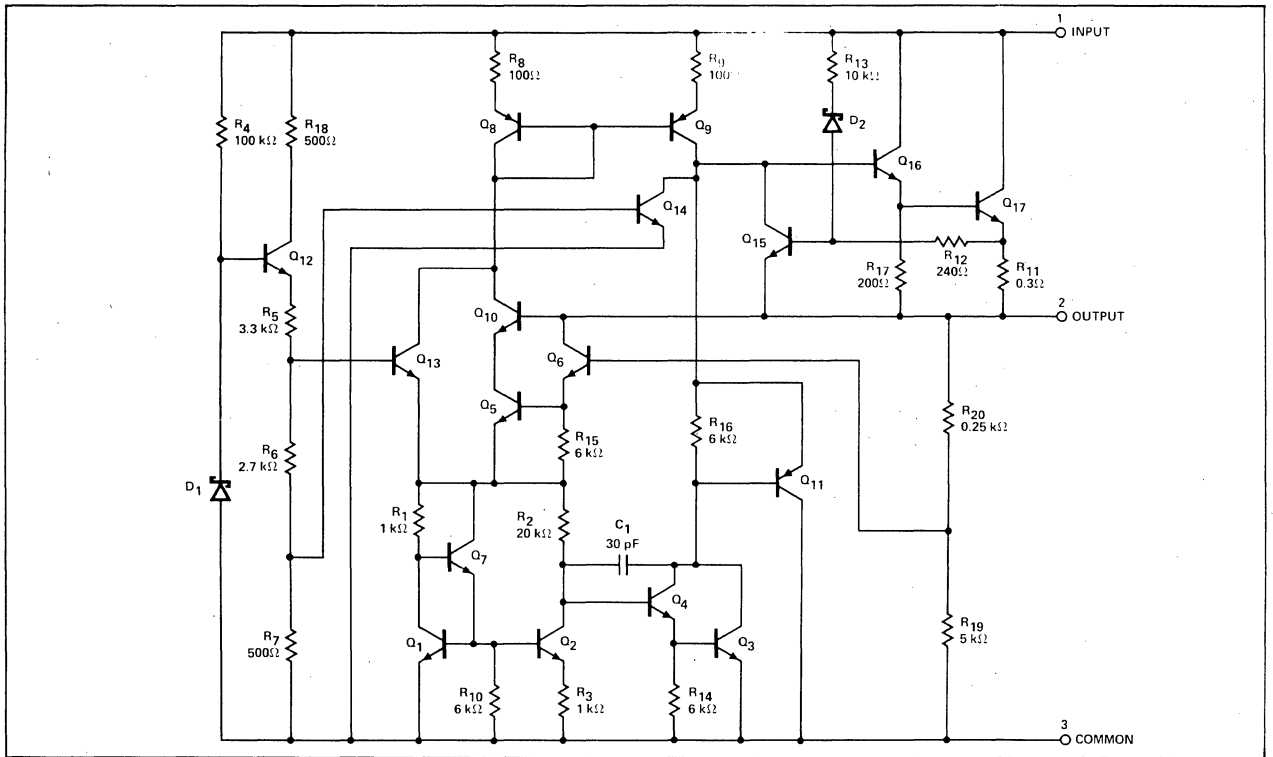 1
INPUT
R8
100Ω
R9
100Ω
R13
10 kΩ
R4
100 kΩ
R18
500Ω
Q8
Q9
D2
Q16
Q14
Q17
Q15
R12
240Ω
Q12
R17
200Ω
R11
0.3Ω
R5
3.3 kΩ
Q10
2
OUTPUT
Q13
Q6
Q5
R20
0.25 kΩ
R15
6 kΩ
R16
6 kΩ
R6
2.7 kΩ
D1
Q11
R1
1 kΩ
R2
20 kΩ
C1
30 pF
Q7
Q4
R19
5 kΩ
R7
500Ω
Q1
Q2
Q3
R10
6 kΩ
R3
1 kΩ
R14
6 kΩ
3
COMMON